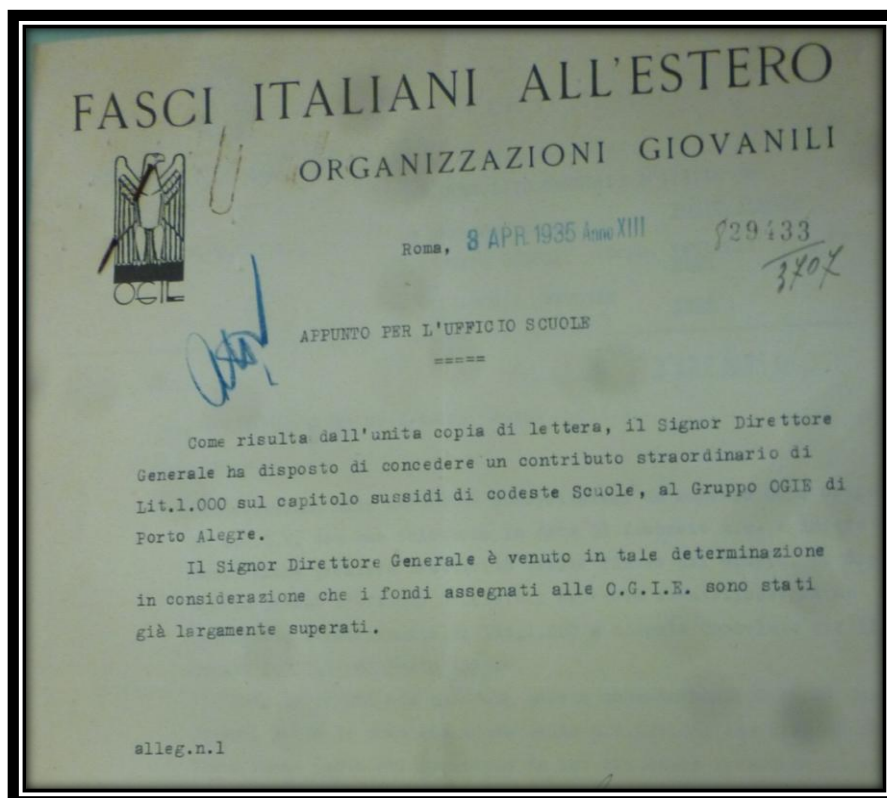 FASCI ITALIANI ALL'ESTERO
ORGANIZZAZIONI GIOVANILI
OGIE
Roma, 8 APR. 1935 Anno XIII
829433
3707
APPUNTO PER L'UFFICIO SCUOLE
=====
Come risulta dall'unita copia di lettera, il Signor Direttore
Generale ha disposto di concedere un contributo straordinario di
Lit.1.000 sul capitolo sussidi di codeste Scuole, al Gruppo OGIE di
Porto Alegre.
Il Signor Direttore Generale è venuto in tale determinazione
in considerazione che i fondi assegnati alle O.G.I.E. sono stati
già largamente superati.
alleg.n.1